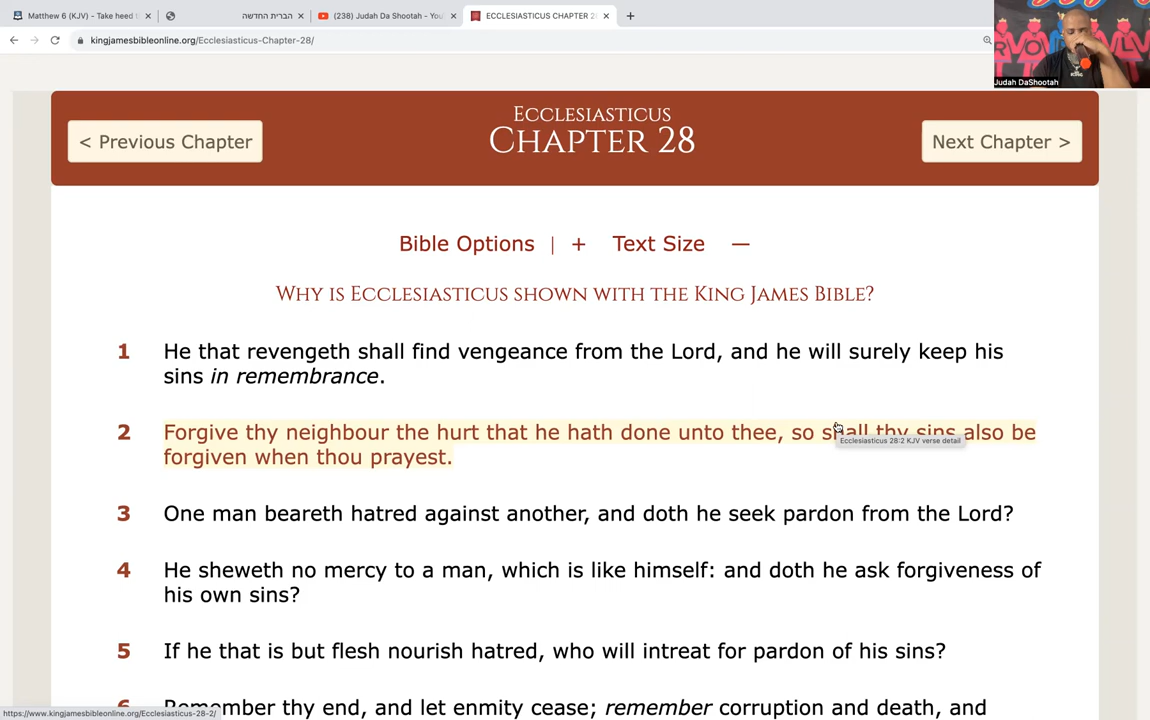 Matthew 6 (KJV) - Take heed t
הברית החדשה
(238) Judah Da Shootah - You
ECCLESIASTICUS CHAPTER 28
kingjamesbibleonline.org/Ecclesiasticus-Chapter-28/
Judah DaShootah
< Previous Chapter
Ecclesiasticus
Chapter 28
Next Chapter >
Bible Options | + Text Size —
Why is Ecclesiasticus shown with the King James Bible?
1 He that revengeth shall find vengeance from the Lord, and he will surely keep his
sins in remembrance.
2 Forgive thy neighbour the hurt that he hath done unto thee, so shall thy sins also be
Ecclesiasticus 28:2 KJV verse detail
forgiven when thou prayest.
3 One man beareth hatred against another, and doth he seek pardon from the Lord?
4 He sheweth no mercy to a man, which is like himself: and doth he ask forgiveness of
his own sins?
5 If he that is but flesh nourish hatred, who will intreat for pardon of his sins?
6 Remember thy end, and let enmity cease; remember corruption and death, and
https://www.kingjamesbibleonline.org/Ecclesiasticus-28-2/